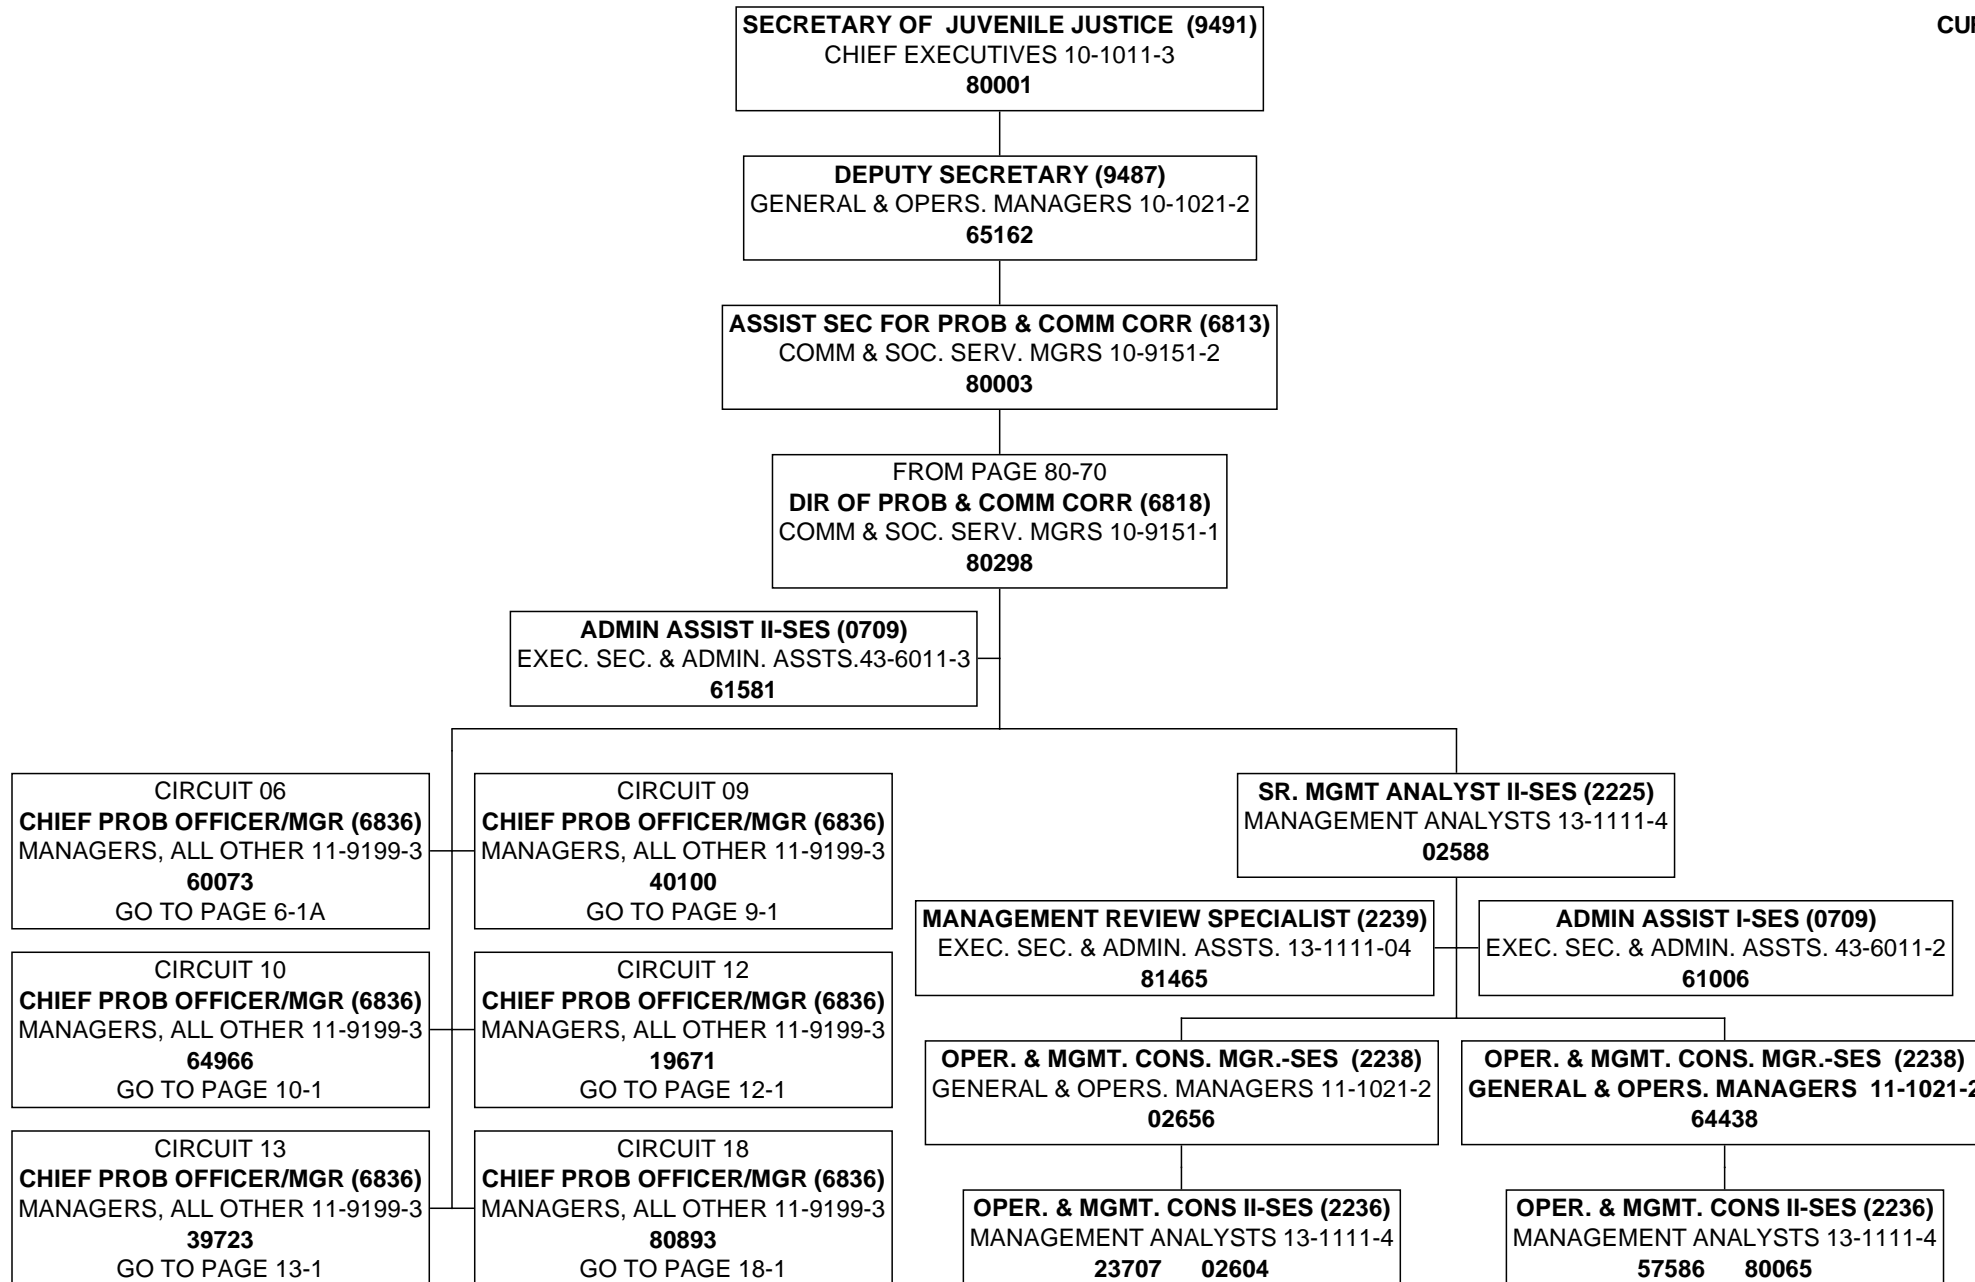 CUR
SECRETARY OF  JUVENILE JUSTICE  (9491)
CHIEF EXECUTIVES 10-1011-3
80001
DEPUTY SECRETARY (9487)
GENERAL & OPERS. MANAGERS 10-1021-2
65162
ASSIST SEC FOR PROB & COMM CORR (6813)
COMM & SOC. SERV. MGRS 10-9151-2
80003
FROM PAGE 80-70
DIR OF PROB & COMM CORR (6818)
COMM & SOC. SERV. MGRS 10-9151-1
80298
ADMIN ASSIST II-SES (0709)
EXEC. SEC. & ADMIN. ASSTS.43-6011-3
61581
CIRCUIT 06
CHIEF PROB OFFICER/MGR (6836)
MANAGERS, ALL OTHER 11-9199-3
60073
GO TO PAGE 6-1A
CIRCUIT 09
CHIEF PROB OFFICER/MGR (6836)
MANAGERS, ALL OTHER 11-9199-3
40100
GO TO PAGE 9-1
CIRCUIT 10
CHIEF PROB OFFICER/MGR (6836)
MANAGERS, ALL OTHER 11-9199-3
64966
GO TO PAGE 10-1
CIRCUIT 12
CHIEF PROB OFFICER/MGR (6836)
MANAGERS, ALL OTHER 11-9199-3
19671
GO TO PAGE 12-1
CIRCUIT 13
CHIEF PROB OFFICER/MGR (6836)
MANAGERS, ALL OTHER 11-9199-3
39723
GO TO PAGE 13-1
CIRCUIT 18
CHIEF PROB OFFICER/MGR (6836)
MANAGERS, ALL OTHER 11-9199-3
80893
GO TO PAGE 18-1
SR. MGMT ANALYST II-SES (2225)
MANAGEMENT ANALYSTS 13-1111-4
02588
MANAGEMENT REVIEW SPECIALIST (2239)
EXEC. SEC. & ADMIN. ASSTS. 13-1111-04
81465
ADMIN ASSIST I-SES (0709)
EXEC. SEC. & ADMIN. ASSTS. 43-6011-2
61006
OPER. & MGMT. CONS. MGR.-SES  (2238)
GENERAL & OPERS. MANAGERS 11-1021-2
02656
OPER. & MGMT. CONS. MGR.-SES  (2238)
GENERAL & OPERS. MANAGERS  11-1021-2
64438
OPER. & MGMT. CONS II-SES (2236)
MANAGEMENT ANALYSTS 13-1111-4
23707     02604
OPER. & MGMT. CONS II-SES (2236)
MANAGEMENT ANALYSTS 13-1111-4
57586     80065